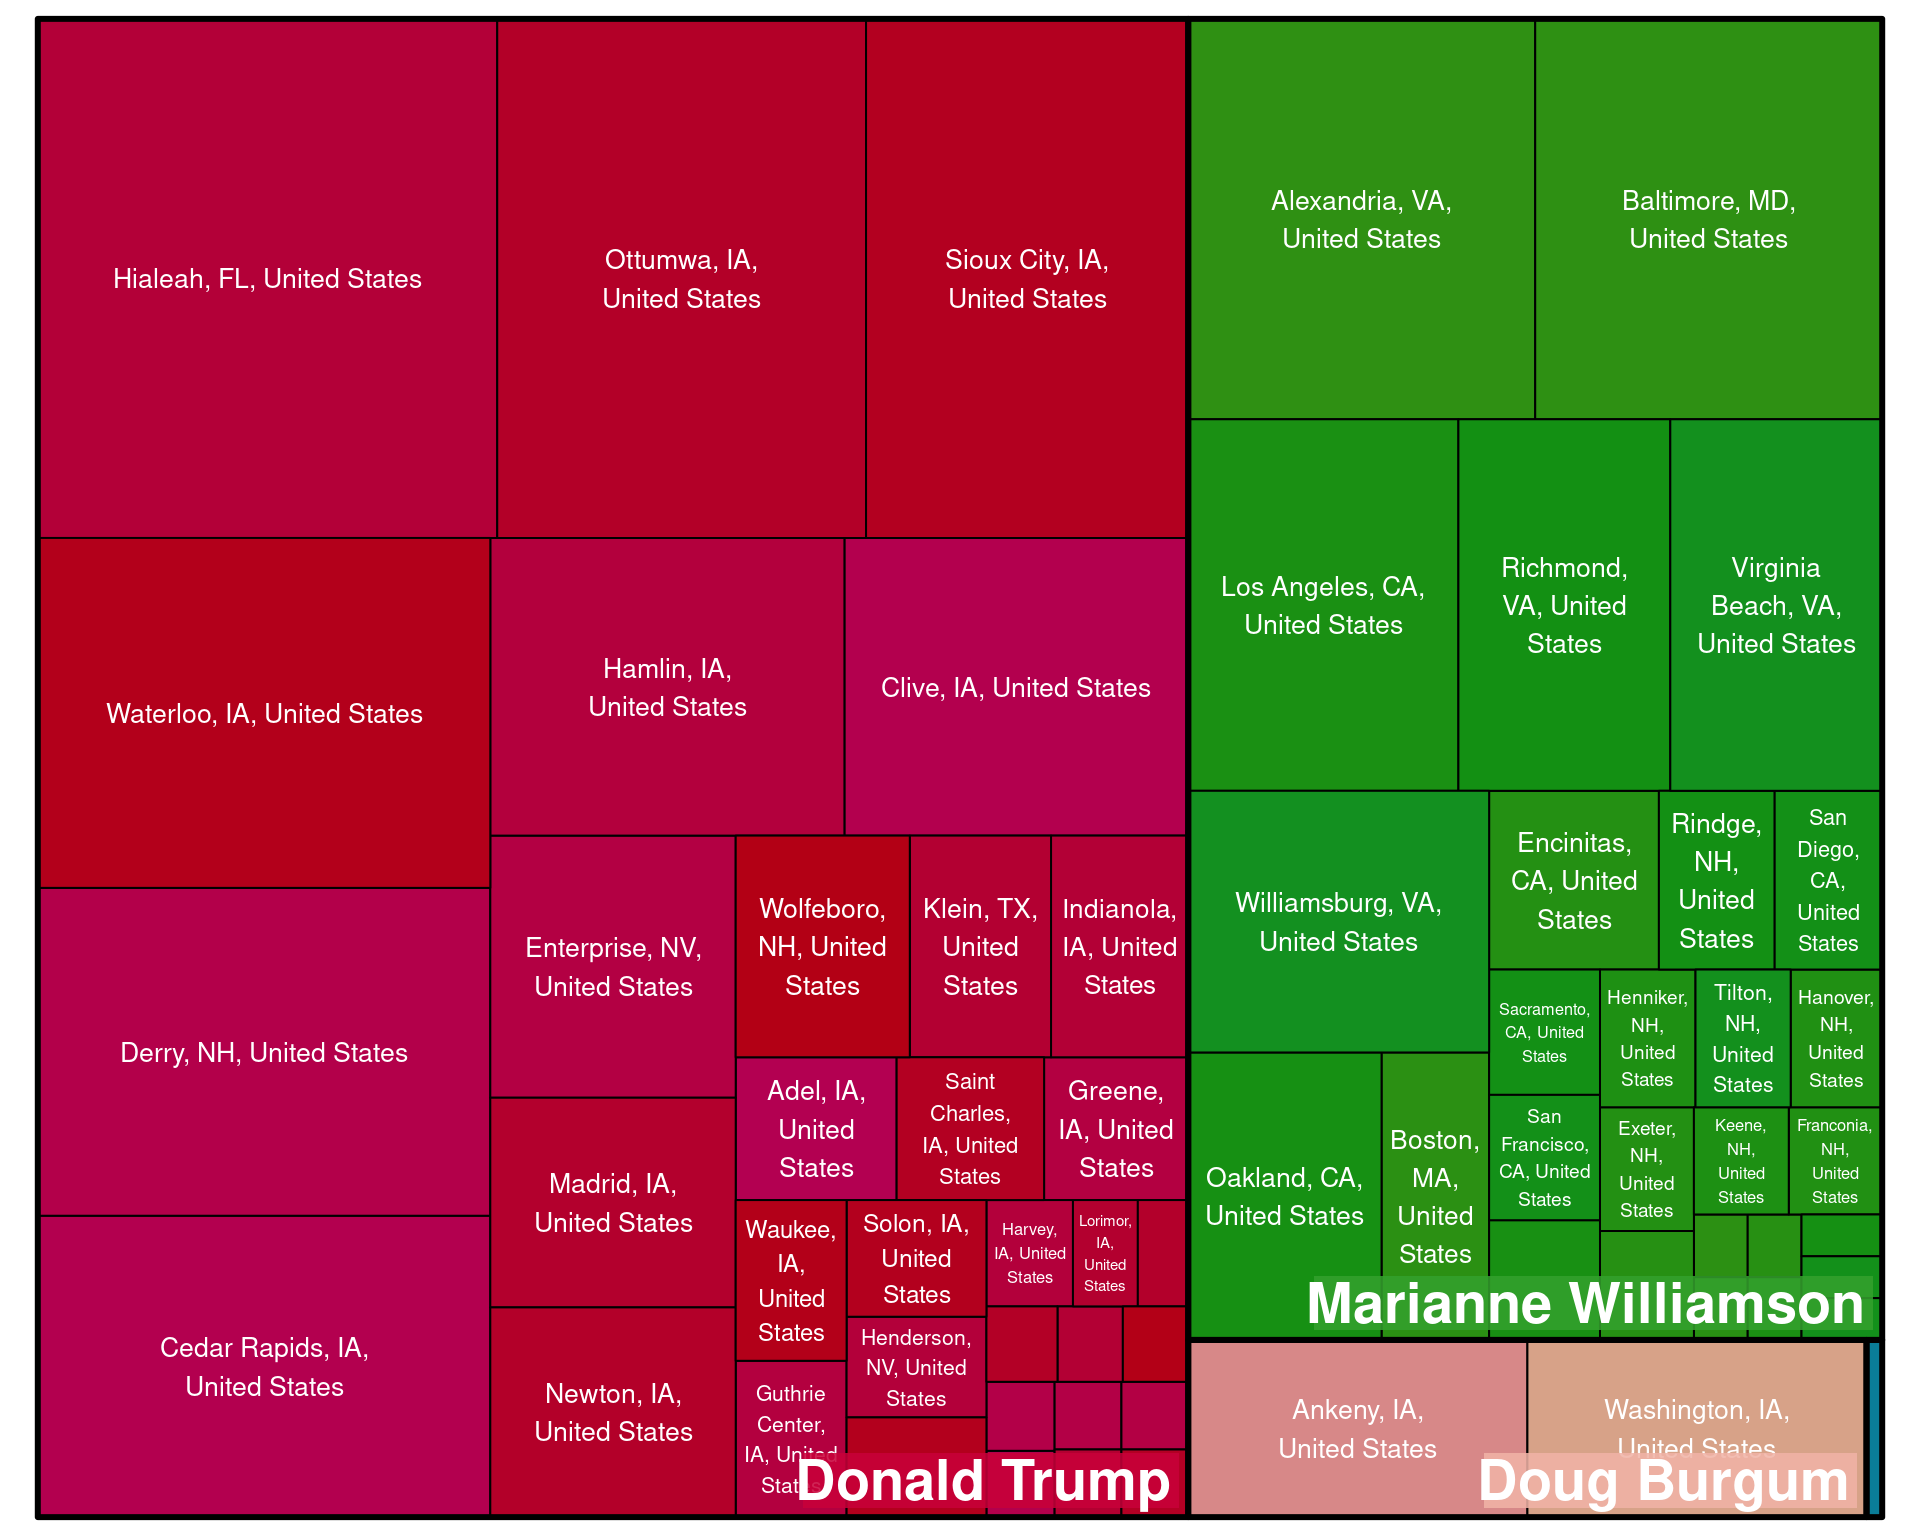 Hialeah, FL, United States
Ottumwa, IA,
United States
Sioux City, IA,
United States
Waterloo, IA, United States
Hamlin, IA,
United States
Clive, IA, United States
Derry, NH, United States
Cedar Rapids, IA,
United States
Enterprise, NV,
United States
Madrid, IA,
United States
Newton, IA,
United States
Wolfeboro,
NH, United
States
Klein, TX,
United
States
Indianola,
IA, United
States
Adel, IA,
United
States
Saint
Charles,
IA, United
States
Greene,
IA, United
States
Waukee,
IA,
United
States
Guthrie
Center,
IA, United
States
Solon, IA,
United
States
Henderson,
NV, United
States
Harvey,
IA, United
States
Lorimor,
IA,
United
States
Donald Trump
Alexandria, VA,
United States
Baltimore, MD,
United States
Los Angeles, CA,
United States
Richmond,
VA, United
States
Virginia
Beach, VA,
United States
Williamsburg, VA,
United States
Encinitas,
CA, United
States
Rindge,
NH,
United
States
San
Diego,
CA,
United
States
Oakland, CA,
United States
Boston,
MA,
United
States
Sacramento,
CA, United
States
San
Francisco,
CA, United
States
Henniker,
NH,
United
States
Tilton,
NH,
United
States
Hanover,
NH,
United
States
Exeter,
NH,
United
States
Keene,
NH,
United
States
Franconia,
NH,
United
States
Marianne Williamson
Ankeny, IA,
United States
Washington, IA,
United States
Doug Burgum